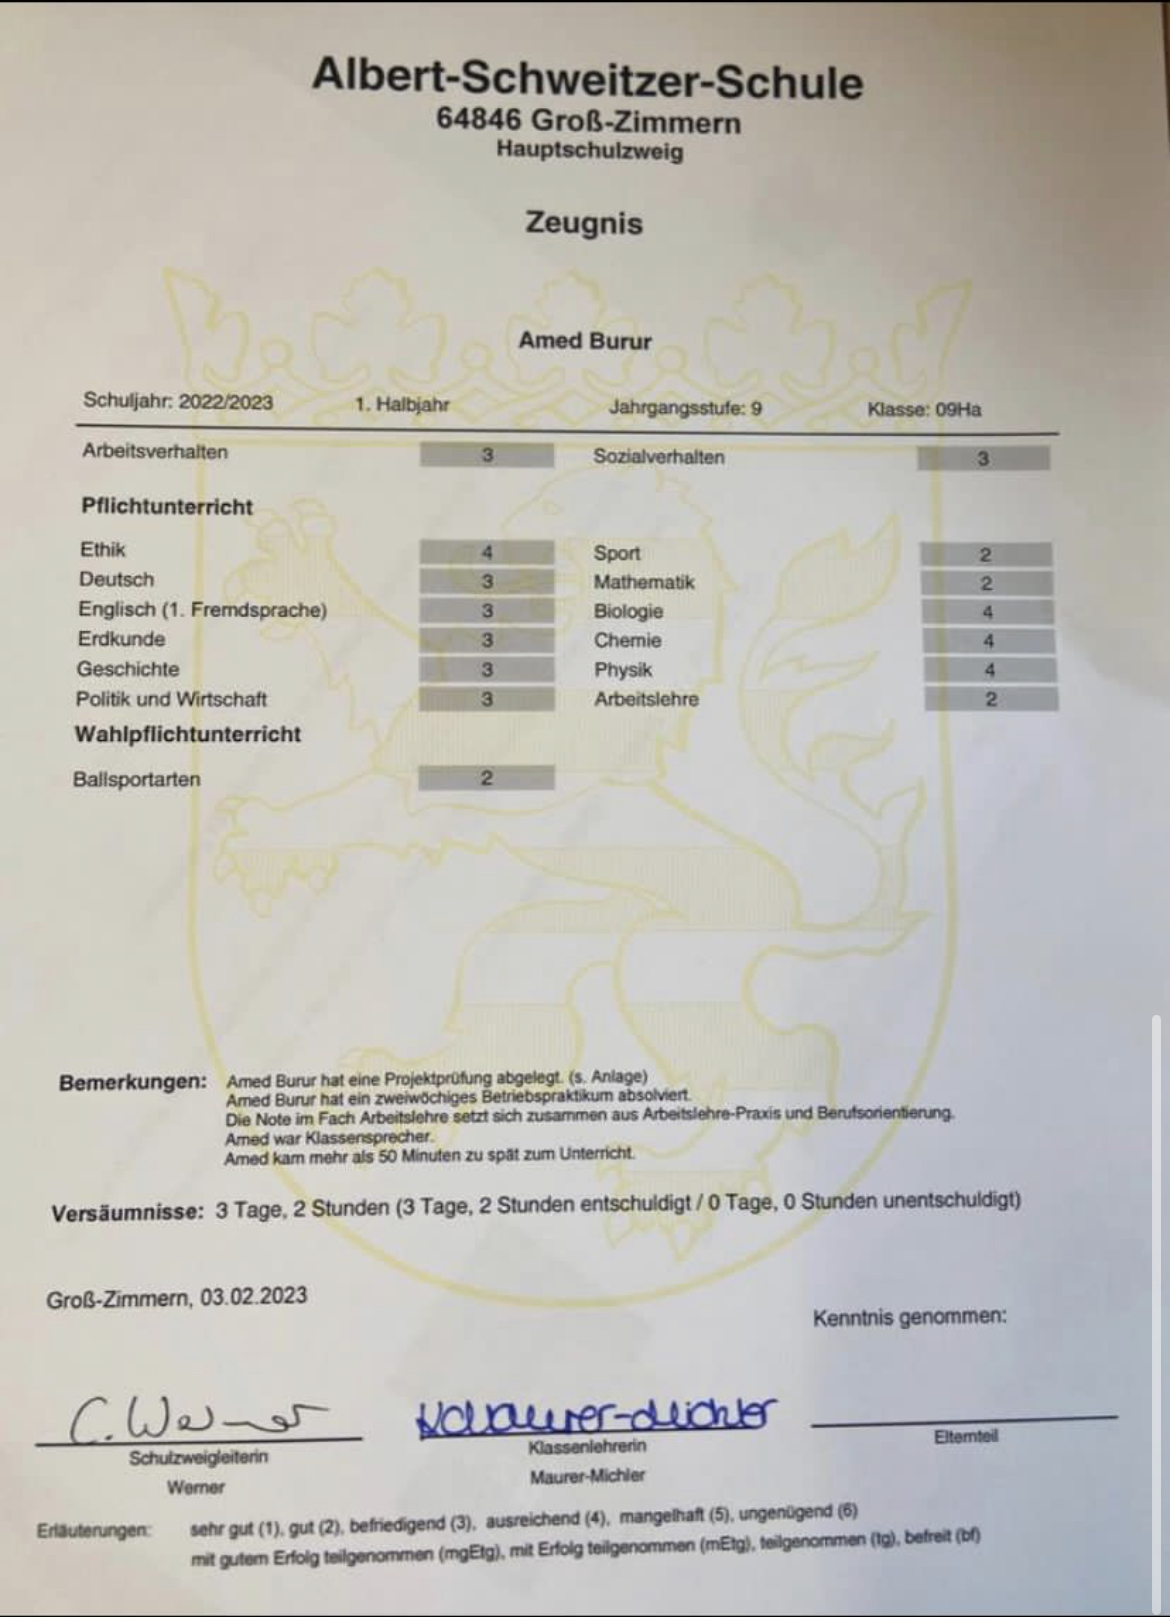 Albert-Schweitzer-Schule
64846 Groß-Zimmern
Hauptschulzweig
Zeugnis
Amed Burur
Schuljahr: 2022/2023 1. Halbjahr Jahrgangsstufe: 9 Klasse: 09Ha
Arbeitsverhalten 3 Sozialverhalten 3
Pflichtunterricht
Ethik 4 Sport 2
Deutsch 3 Mathematik 2
Englisch (1. Fremdsprache) 3 Biologie 4
Erdkunde 3 Chemie 4
Geschichte 3 Physik 4
Politik und Wirtschaft 3 Arbeitslehre 2
Wahlpflichtunterricht
Ballsportarten 2
Bemerkungen: Amed Burur hat eine Projektprüfung abgelegt. (s. Anlage)
Amed Burur hat ein zweiwöchiges Betriebspraktikum absolviert.
Die Note im Fach Arbeitslehre setzt sich zusammen aus Arbeitslehre-Praxis und Berufsorientierung.
Amed war Klassensprecher.
Amed kam mehr als 50 Minuten zu spät zum Unterricht.
Versäumnisse: 3 Tage, 2 Stunden (3 Tage, 2 Stunden entschuldigt / 0 Tage, 0 Stunden unentschuldigt)
Groß-Zimmern, 03.02.2023
Kenntnis genommen:
C. Werner Maurer-Michler
Schulzweigleiterin Klassenlehrerin Elternteil
Werner Maurer-Michler
Erläuterungen: sehr gut (1), gut (2), befriedigend (3), ausreichend (4), mangelhaft (5), ungenügend (6)
mit gutem Erfolg teilgenommen (mgEtg), mit Erfolg teilgenommen (mEtg), teilgenommen (tg), befreit (bf)